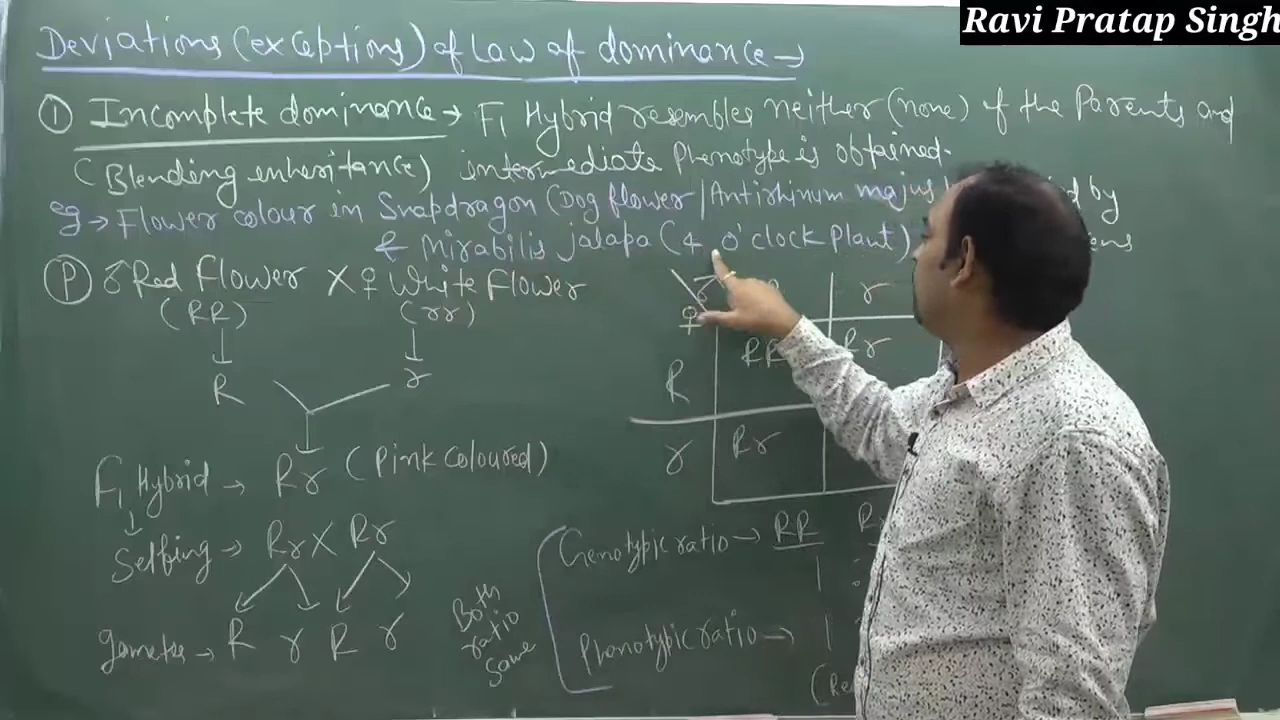 Ravi Pratap Singh
Deviations (exceptions) of Law of dominance →
① Incomplete dominance → F1 Hybrid resembles neither (none) of the Parents and
(Blending inheritance) intermediate Phenotype is obtained.
eg → Flower colour in Snapdragon (Dog flower / Antirhinum majus) by
& Mirabilis jalapa (4 O'clock Plant)
Ⓟ ♂ Red Flower X ♀ White Flower
(RR) (rr)
R r
F1 Hybrid → Rr (Pink Coloured)
Selfing → Rr X Rr
gametes → R r R r
♂ r
♀
R RR Rr
r Rr
Both ratio same
Genotypic ratio → RR
1 :
Phenotypic ratio → 1